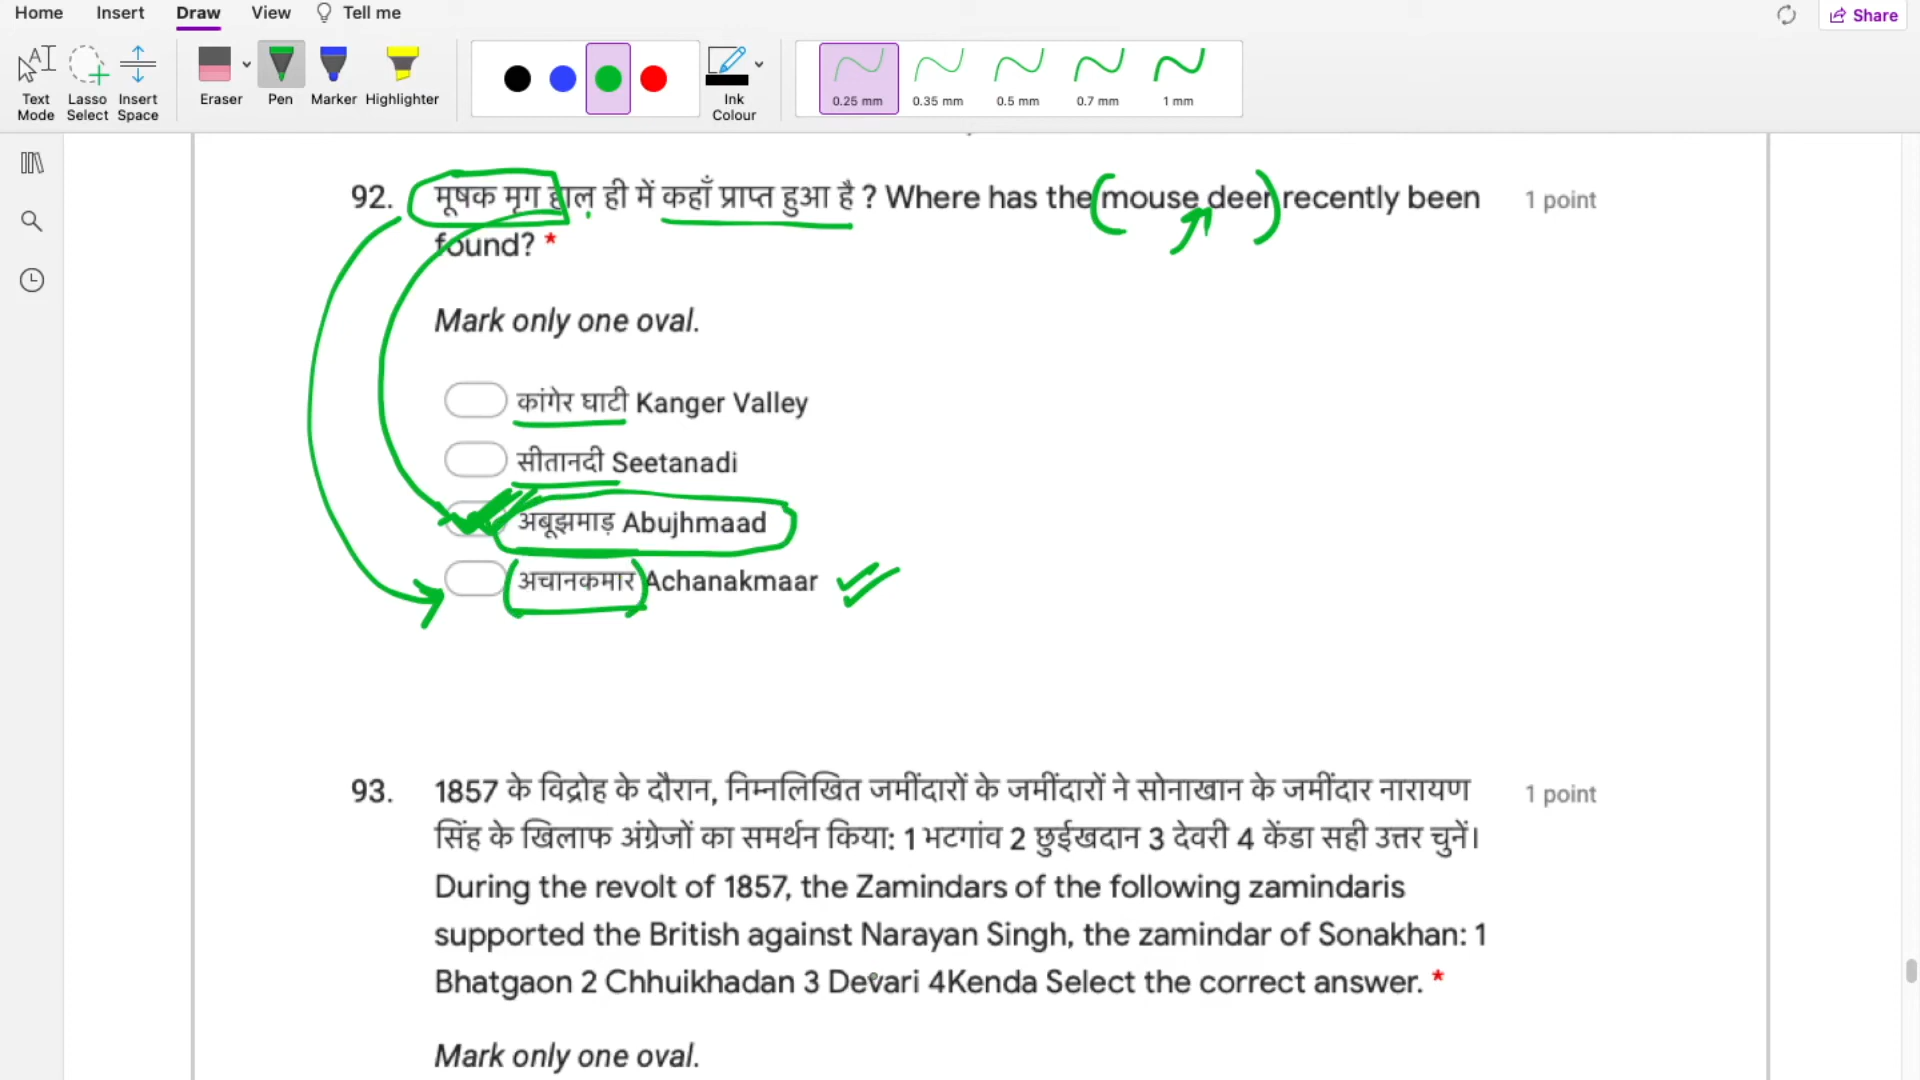 Home Insert Draw View Tell me Share
Text Mode Lasso Select Insert Space Eraser Pen Marker Highlighter Ink Colour 0.25 mm 0.35 mm 0.5 mm 0.7 mm 1 mm
92. मूषक मृग हाल ही में कहाँ प्राप्त हुआ है ? Where has the mouse deer recently been 1 point
found? *
Mark only one oval.
कांगेर घाटी Kanger Valley
सीतानदी Seetanadi
अबूझमाड़ Abujhmaad
अचानकमार Achanakmaar
93. 1857 के विद्रोह के दौरान, निम्नलिखित जमींदारों के जमींदारों ने सोनाखान के जमींदार नारायण 1 point
सिंह के खिलाफ अंग्रेजों का समर्थन किया: 1 भटगांव 2 छुईखदान 3 देवरी 4 केंडा सही उत्तर चुनें।
During the revolt of 1857, the Zamindars of the following zamindaris
supported the British against Narayan Singh, the zamindar of Sonakhan: 1
Bhatgaon 2 Chhuikhadan 3 Devari 4Kenda Select the correct answer. *
Mark only one oval.